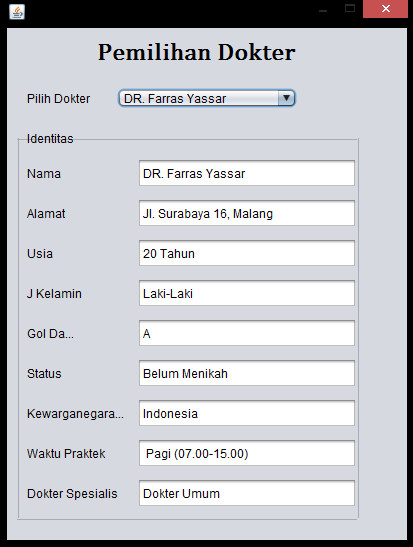 Pemilihan Dokter
Pilih Dokter DR. Farras Yassar
Identitas
Nama DR. Farras Yassar
Alamat Jl. Surabaya 16, Malang
Usia 20 Tahun
J Kelamin Laki-Laki
Gol Da... A
Status Belum Menikah
Kewarganegara... Indonesia
Waktu Praktek Pagi (07.00-15.00)
Dokter Spesialis Dokter Umum